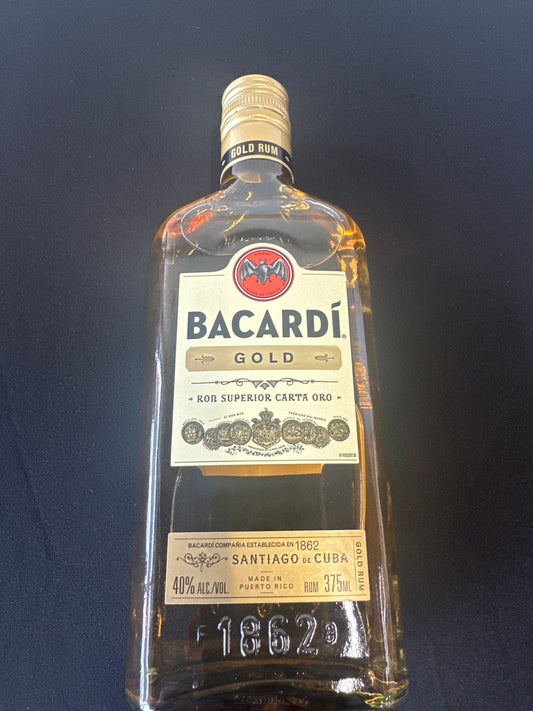 GOLD RUM
BACARDÍ®
GOLD
RON SUPERIOR CARTA ORO
BACARDÍ COMPAÑIA ESTABLECIDA EN 1862
SANTIAGO DE CUBA
40% ALC./VOL.
MADE IN
PUERTO RICO
RUM 375ML
GOLD RUM
1862